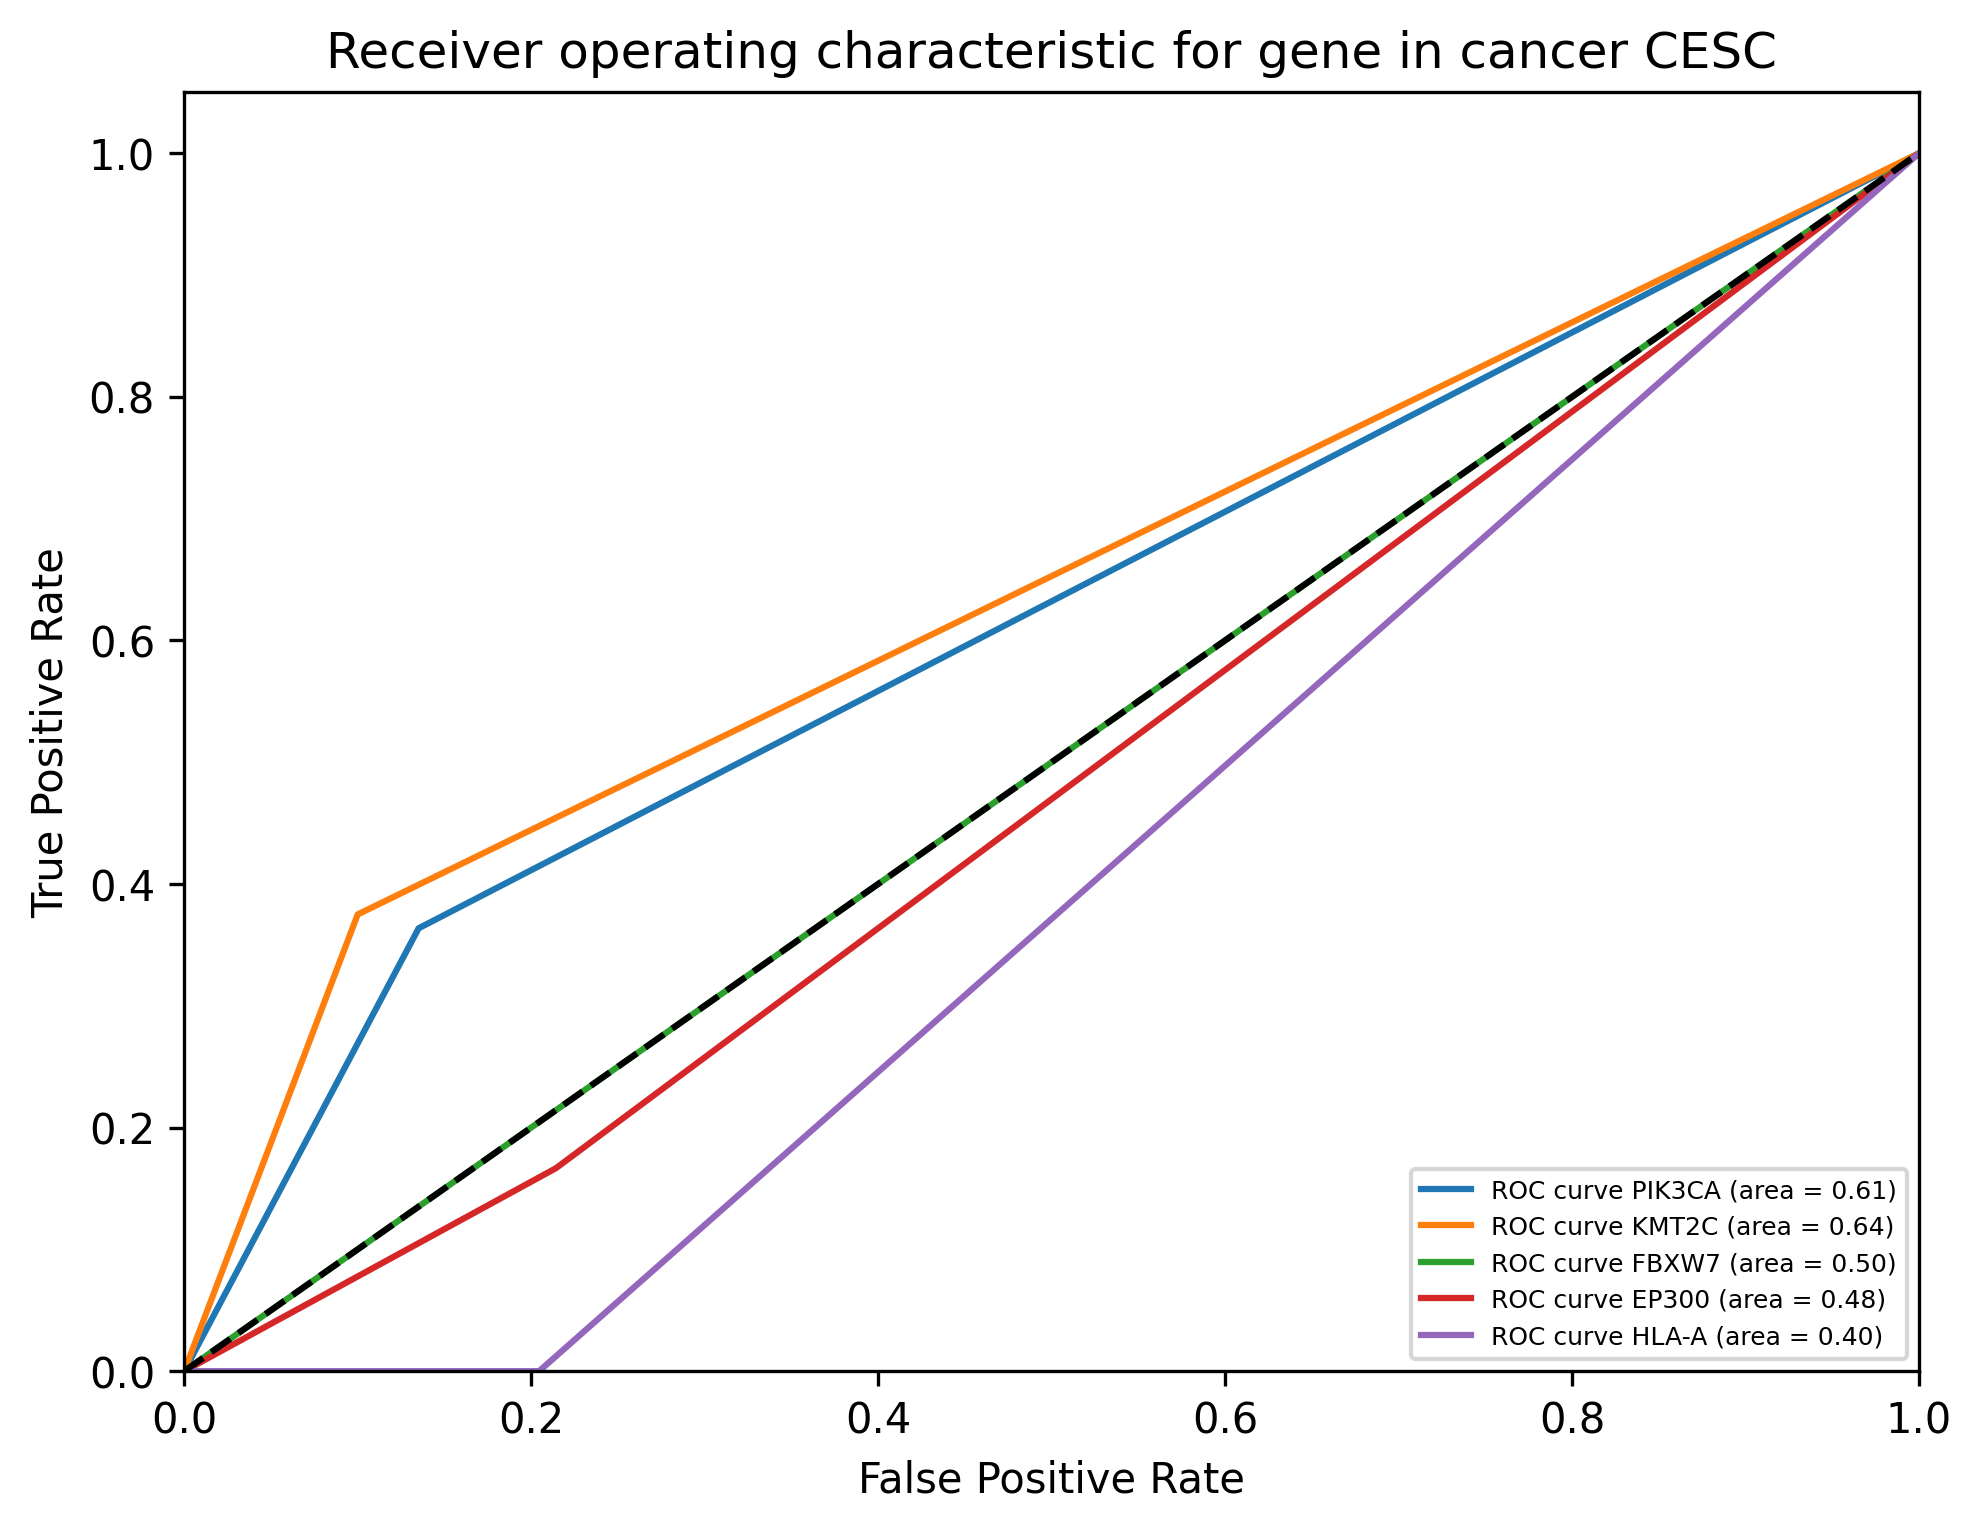 Receiver operating characteristic for gene in cancer CESC
True Positive Rate
1.0
0.8
0.6
0.4
0.2
0.0
0.0 0.2 0.4 0.6 0.8 1.0
False Positive Rate
ROC curve PIK3CA (area = 0.61)
ROC curve KMT2C (area = 0.64)
ROC curve FBXW7 (area = 0.50)
ROC curve EP300 (area = 0.48)
ROC curve HLA-A (area = 0.40)